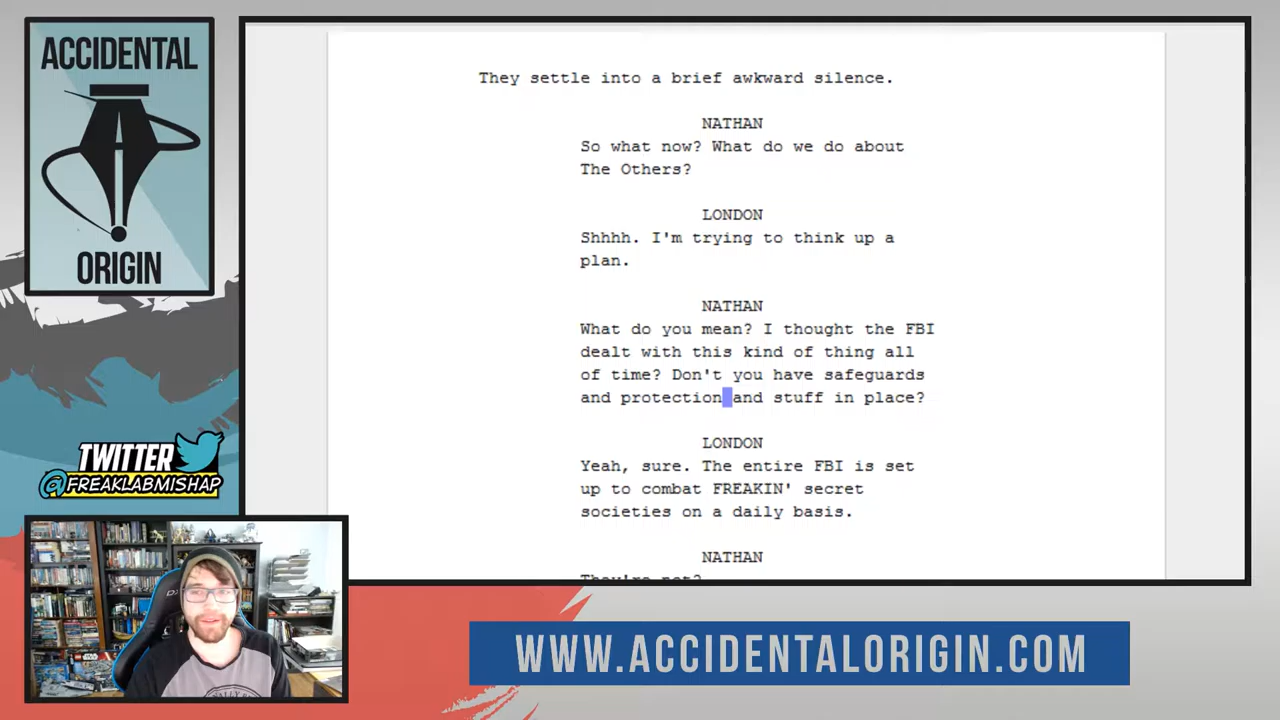 ACCIDENTAL
ORIGIN
They settle into a brief awkward silence.
NATHAN
So what now? What do we do about
The Others?
LONDON
Shhhh. I'm trying to think up a
plan.
NATHAN
What do you mean? I thought the FBI
dealt with this kind of thing all
of time? Don't you have safeguards
and protection and stuff in place?
LONDON
Yeah, sure. The entire FBI is set
up to combat FREAKIN' secret
societies on a daily basis.
NATHAN
They're not?
TWITTER
@FREAKLABMISHAP
WWW.ACCIDENTALORIGIN.COM